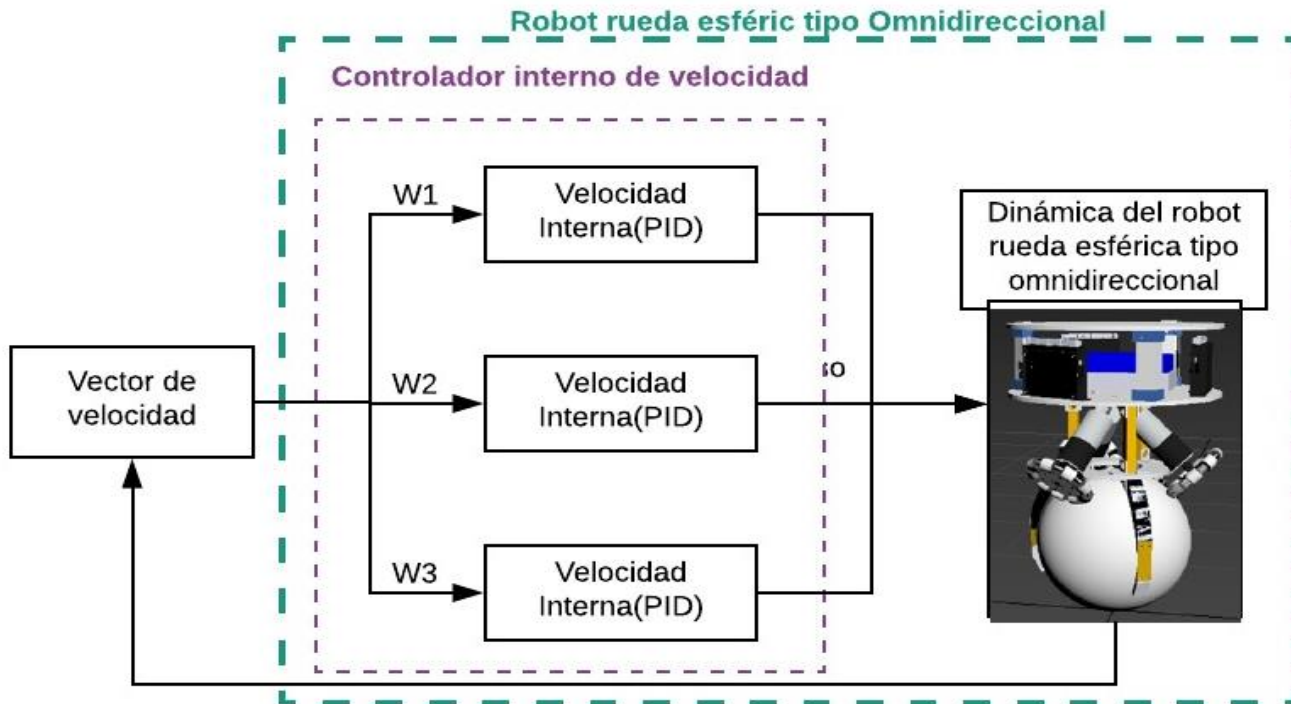 Robot rueda esféric tipo Omnidireccional
Controlador interno de velocidad
W1
Velocidad
Interna(PID)
Dinámica del robot
rueda esférica tipo
omnidireccional
Vector de
velocidad
W2
Velocidad
Interna(PID)
W3
Velocidad
Interna(PID)